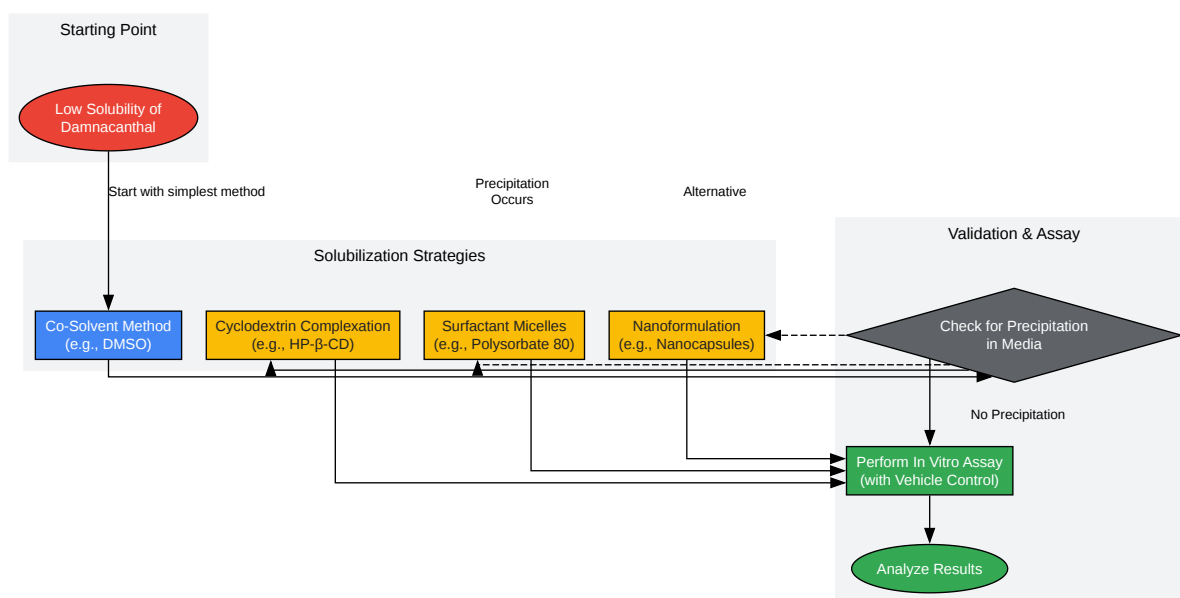 Starting Point
Low Solubility of
Damnacanthal
Start with simplest method
Precipitation
Occurs
Alternative
Validation & Assay
Solubilization Strategies
Co-Solvent Method
(e.g., DMSO)
Cyclodextrin Complexation
(e.g., HP-β-CD)
Surfactant Micelles
(e.g., Polysorbate 80)
Nanoformulation
(e.g., Nanocapsules)
Check for Precipitation
in Media
No Precipitation
Perform In Vitro Assay
(with Vehicle Control)
Analyze Results